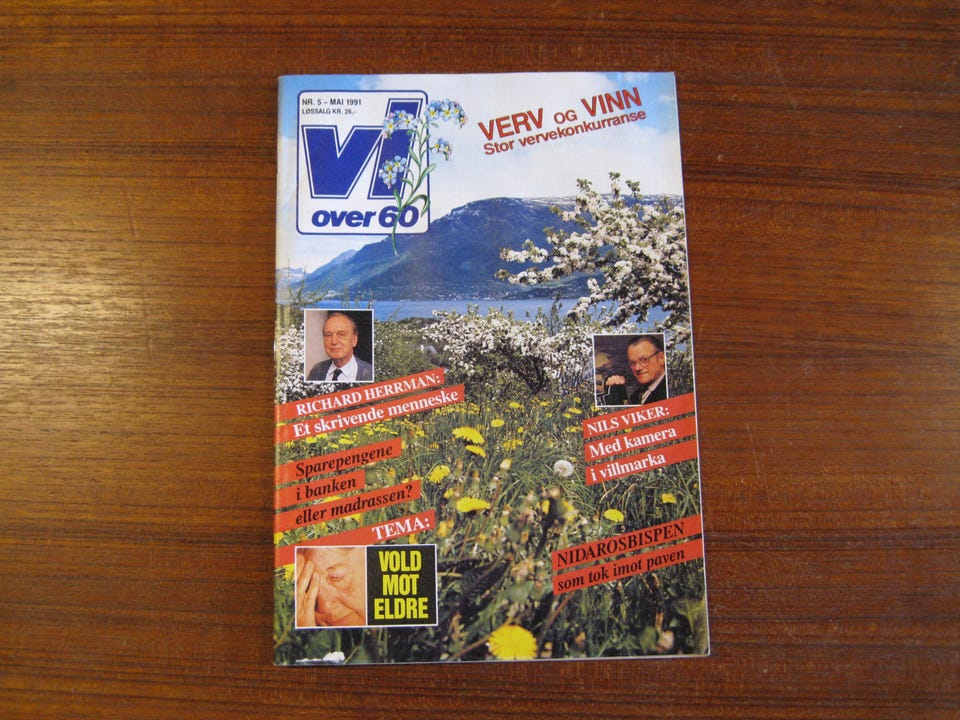 NR. 5 – MAI 1991
LØSSALG KR. 26,-
vi
over 60
VERV OG VINN
Stor vervekonkurranse
RICHARD HERRMAN:
Et skrivende menneske
Sparepengene
i banken
eller madrassen?
TEMA:
VOLD
MOT
ELDRE
NILS VIKER:
Med kamera
i villmarka
NIDAROSBISPEN
som tok imot paven